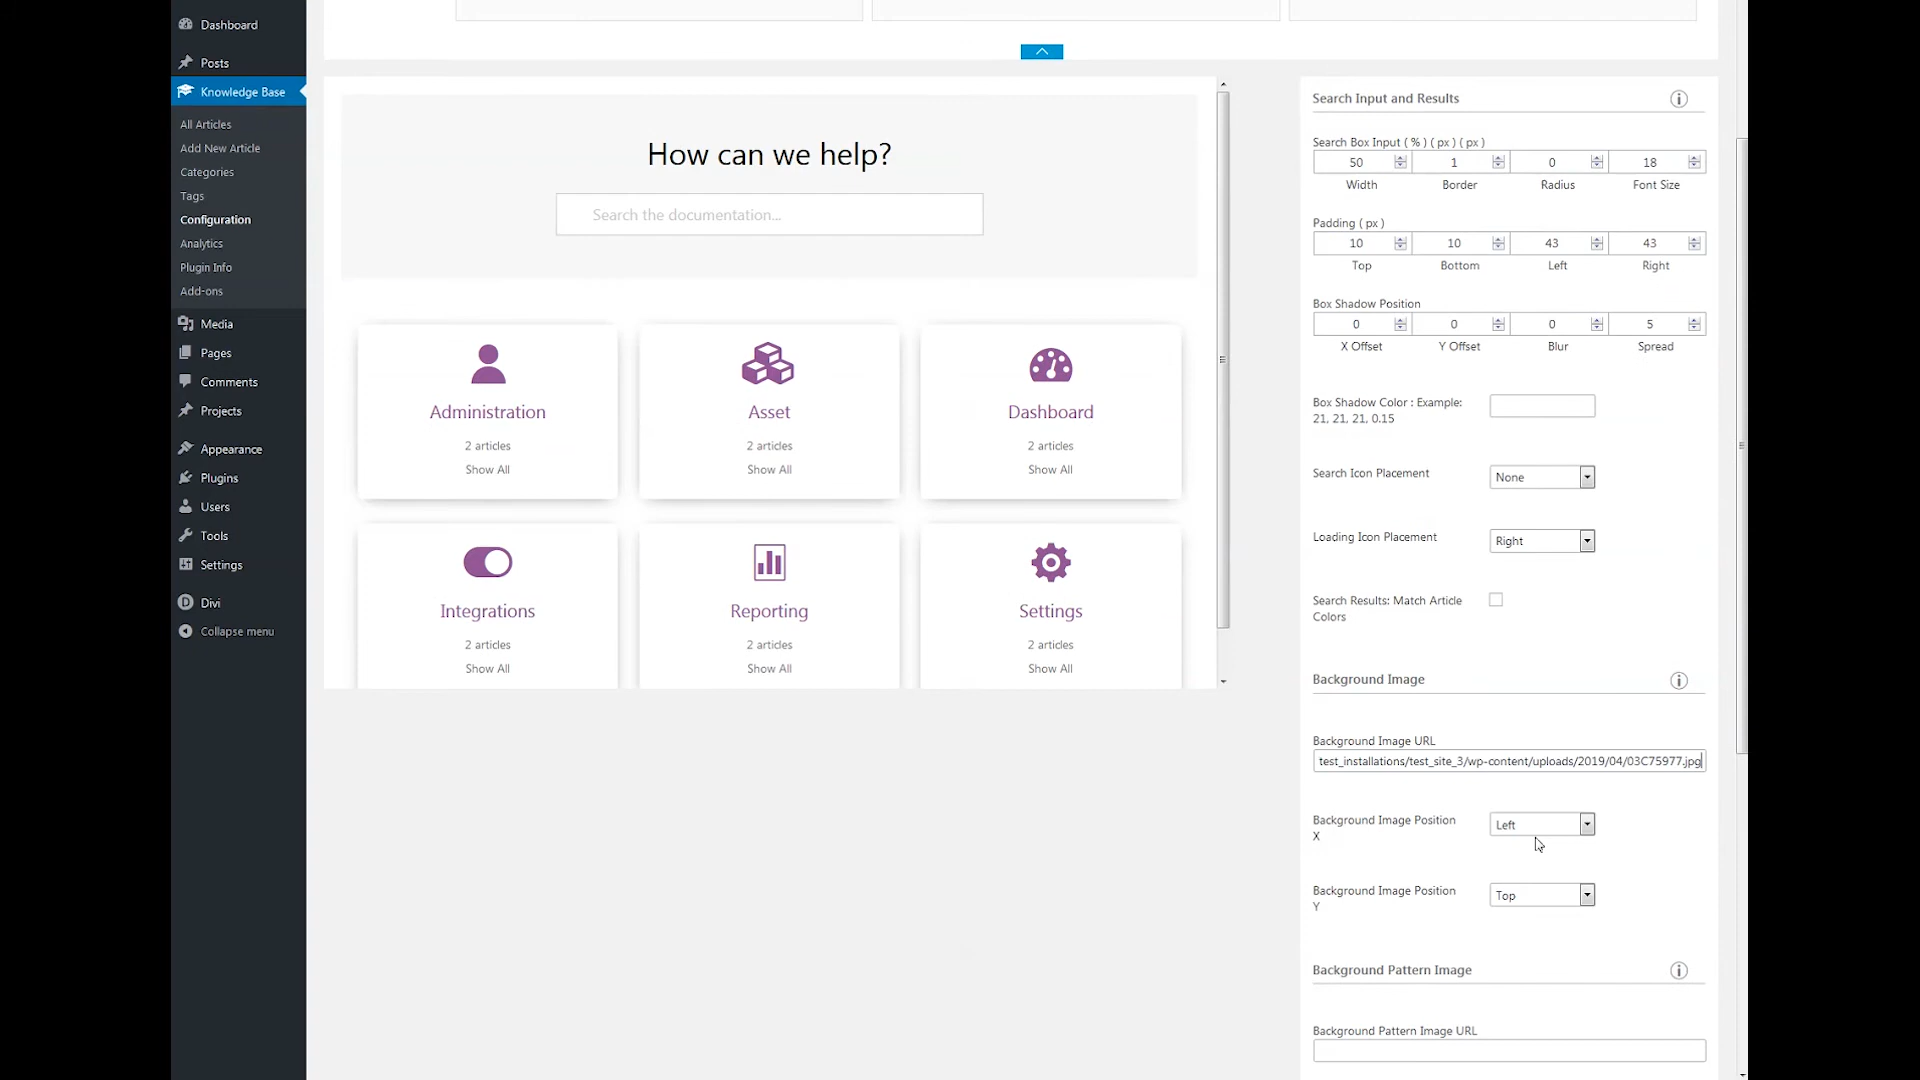 Dashboard
Posts
Knowledge Base
All Articles
Add New Article
Categories
Tags
Configuration
Analytics
Plugin Info
Add-ons
Media
Pages
Comments
Projects
Appearance
Plugins
Users
Tools
Settings
Divi
Collapse menu
How can we help?
Search the documentation...
Administration
2 articles
Show All
Asset
2 articles
Show All
Dashboard
2 articles
Show All
Integrations
2 articles
Show All
Reporting
2 articles
Show All
Settings
2 articles
Show All
Search Input and Results
Search Box Input ( % ) ( px ) ( px )
50 1 0 18
Width Border Radius Font Size
Padding ( px )
10 10 43 43
Top Bottom Left Right
Box Shadow Position
0 0 0 5
X Offset Y Offset Blur Spread
Box Shadow Color : Example:
21, 21, 21, 0.15
Search Icon Placement None
Loading Icon Placement Right
Search Results: Match Article
Colors
Background Image
Background Image URL
test_installations/test_site_3/wp-content/uploads/2019/04/03C75977.jpg
Background Image Position Left
X
Background Image Position Top
Y
Background Pattern Image
Background Pattern Image URL